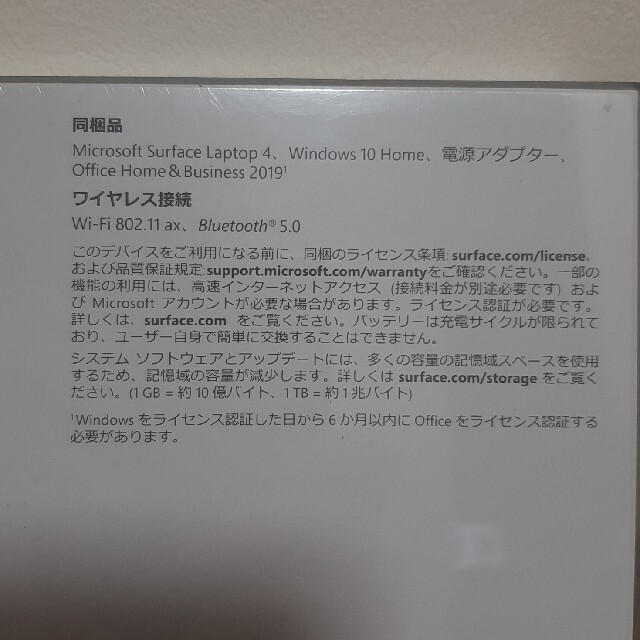 同梱品
Microsoft Surface Laptop 4、Windows 10 Home、電源アダプター、
Office Home & Business 2019¹
ワイヤレス接続
Wi-Fi 802.11 ax、Bluetooth® 5.0
このデバイスをご利用になる前に、同梱のライセンス条項: surface.com/license、
および品質保証規定:support.microsoft.com/warrantyをご確認ください。一部の
機能の利用には、高速インターネットアクセス (接続料金が別途必要です) およ
び Microsoft アカウントが必要な場合があります。ライセンス認証が必要です。
詳しくは、surface.com をご覧ください。バッテリーは充電サイクルが限られて
おり、ユーザー自身で簡単に交換することはできません。
システム ソフトウェアとアップデートには、多くの容量の記憶域スペースを使用
するため、記憶域の容量が減少します。詳しくは surface.com/storage をご覧く
ださい。(1 GB = 約 10 億バイト、1 TB = 約 1 兆バイト)
¹Windows をライセンス認証した日から 6 か月以内に Office をライセンス認証する
必要があります。